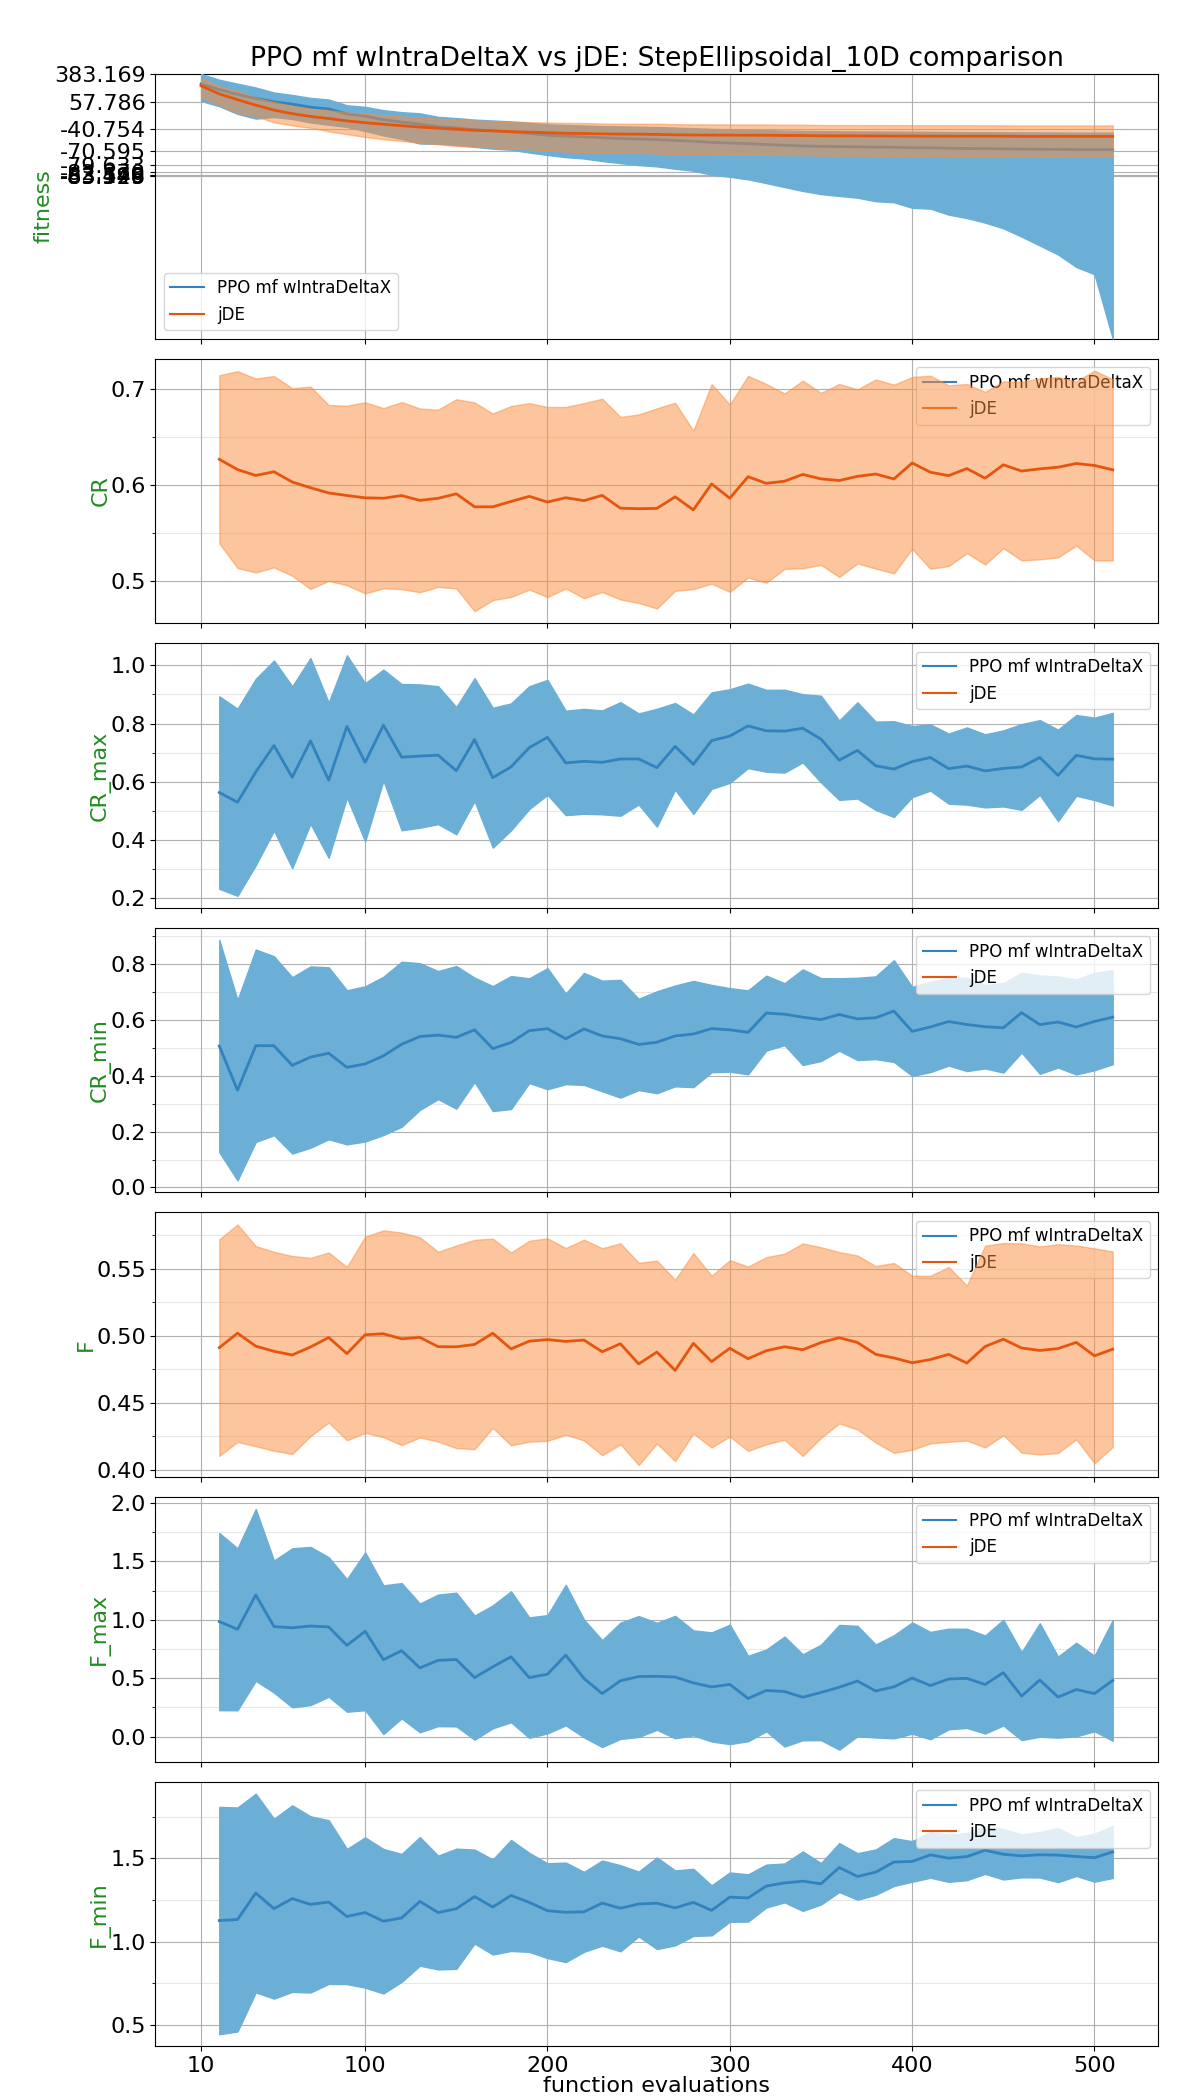 PPO mf wIntraDeltaX vs jDE: StepEllipsoidal_10D comparison
383.169
57.786
-40.754
-70.595
fitness
PPO mf wIntraDeltaX
jDE
0.7
0.6
0.5
CR
PPO mf wIntraDeltaX
jDE
1.0
0.8
0.6
0.4
0.2
CR_max
PPO mf wIntraDeltaX
jDE
0.8
0.6
0.4
0.2
0.0
CR_min
PPO mf wIntraDeltaX
jDE
0.55
0.50
0.45
0.40
F
PPO mf wIntraDeltaX
jDE
2.0
1.5
1.0
0.5
0.0
F_max
PPO mf wIntraDeltaX
jDE
1.5
1.0
0.5
F_min
PPO mf wIntraDeltaX
jDE
10 100 200 300 400 500
function evaluations